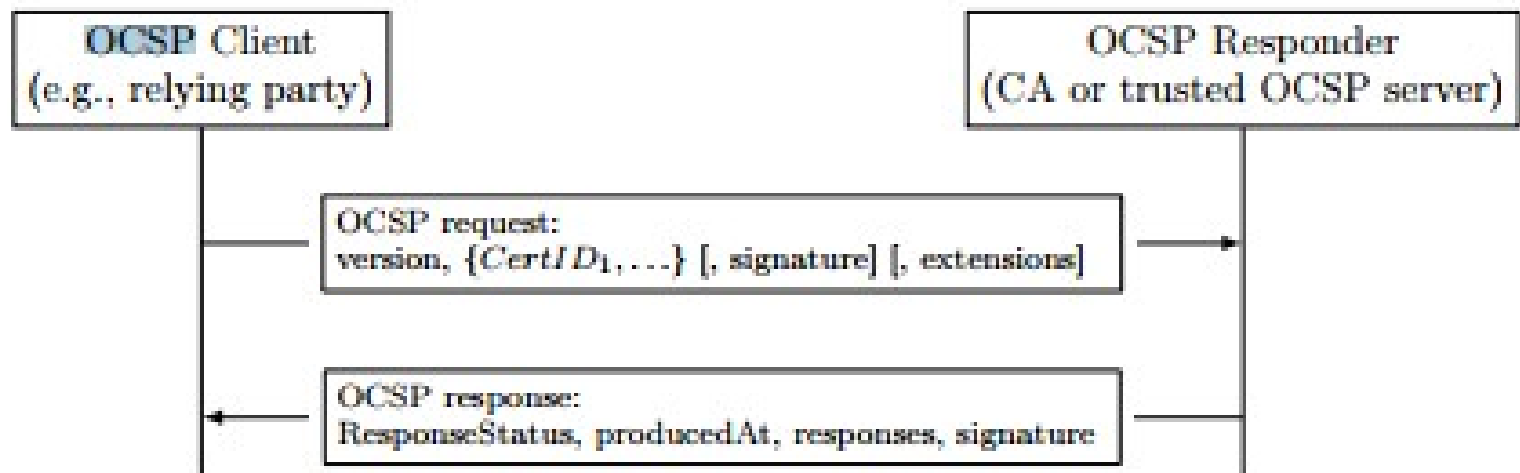 OCSP Client
(e.g., relying party)
OCSP Responder
(CA or trusted OCSP server)
OCSP request:
version, {CertID₁, ...} [, signature] [, extensions]
OCSP response:
ResponseStatus, producedAt, responses, signature